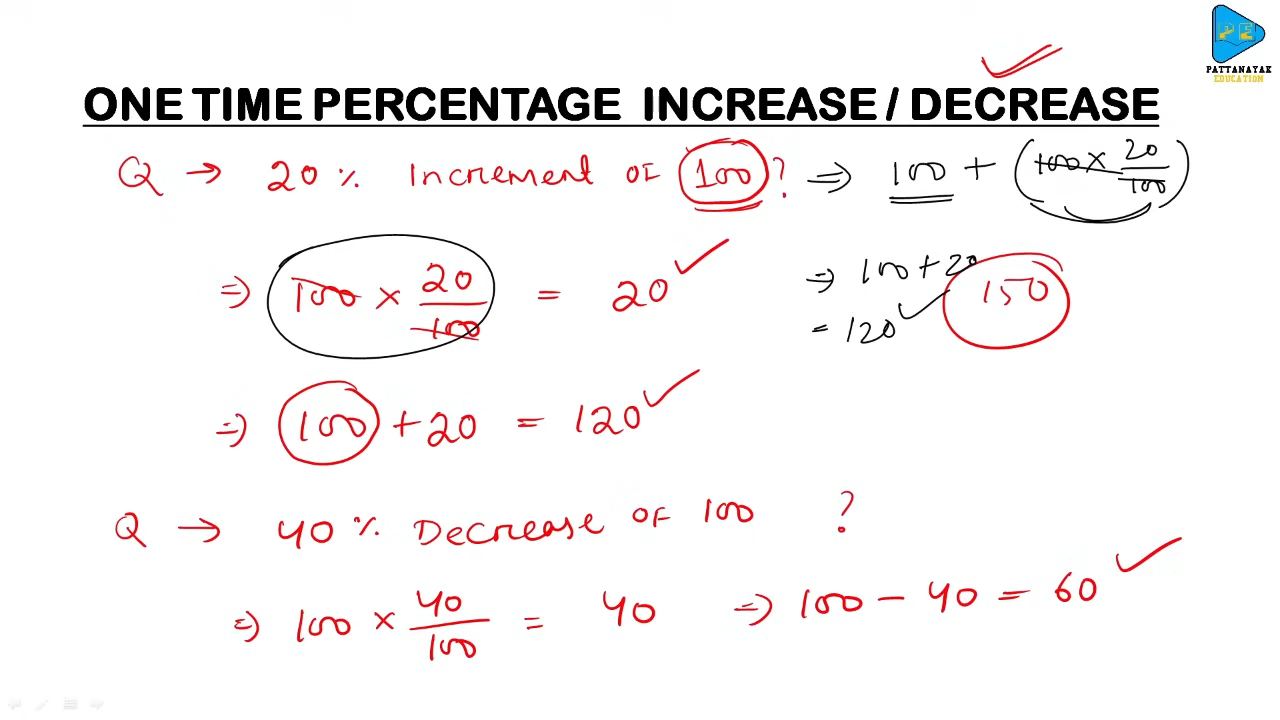 PE
PATTANAYAK
EDUCATION
ONE TIME PERCENTAGE INCREASE / DECREASE
Q → 20 % Increment of 100 ? ⇒ 100 + (100 × 20/100)
⇒ 100 × 20/100 = 20 ✓
⇒ 100 + 20
150
= 120 ✓
⇒ 100 + 20 = 120 ✓
Q → 40 % Decrease of 100 ?
⇒ 100 × 40/100 = 40 ⇒ 100 − 40 = 60 ✓